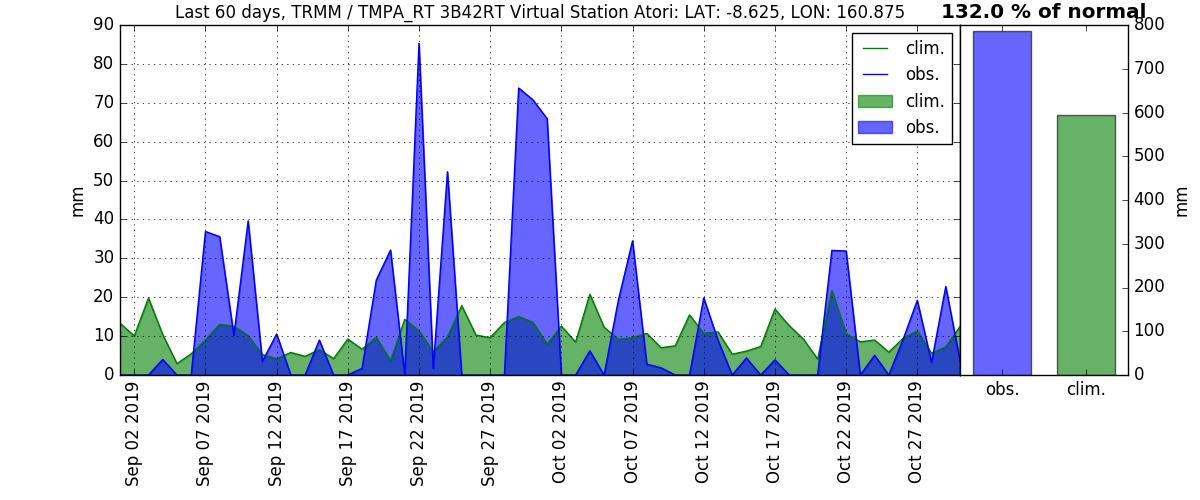 Last 60 days, TRMM / TMPA_RT 3B42RT Virtual Station Atori: LAT: -8.625, LON: 160.875
132.0 % of normal
90
80
70
60
50
40
30
20
10
0
mm
clim.
obs.
clim.
obs.
800
700
600
500
400
300
200
100
0
mm
obs.
clim.
Sep 02 2019
Sep 07 2019
Sep 12 2019
Sep 17 2019
Sep 22 2019
Sep 27 2019
Oct 02 2019
Oct 07 2019
Oct 12 2019
Oct 17 2019
Oct 22 2019
Oct 27 2019